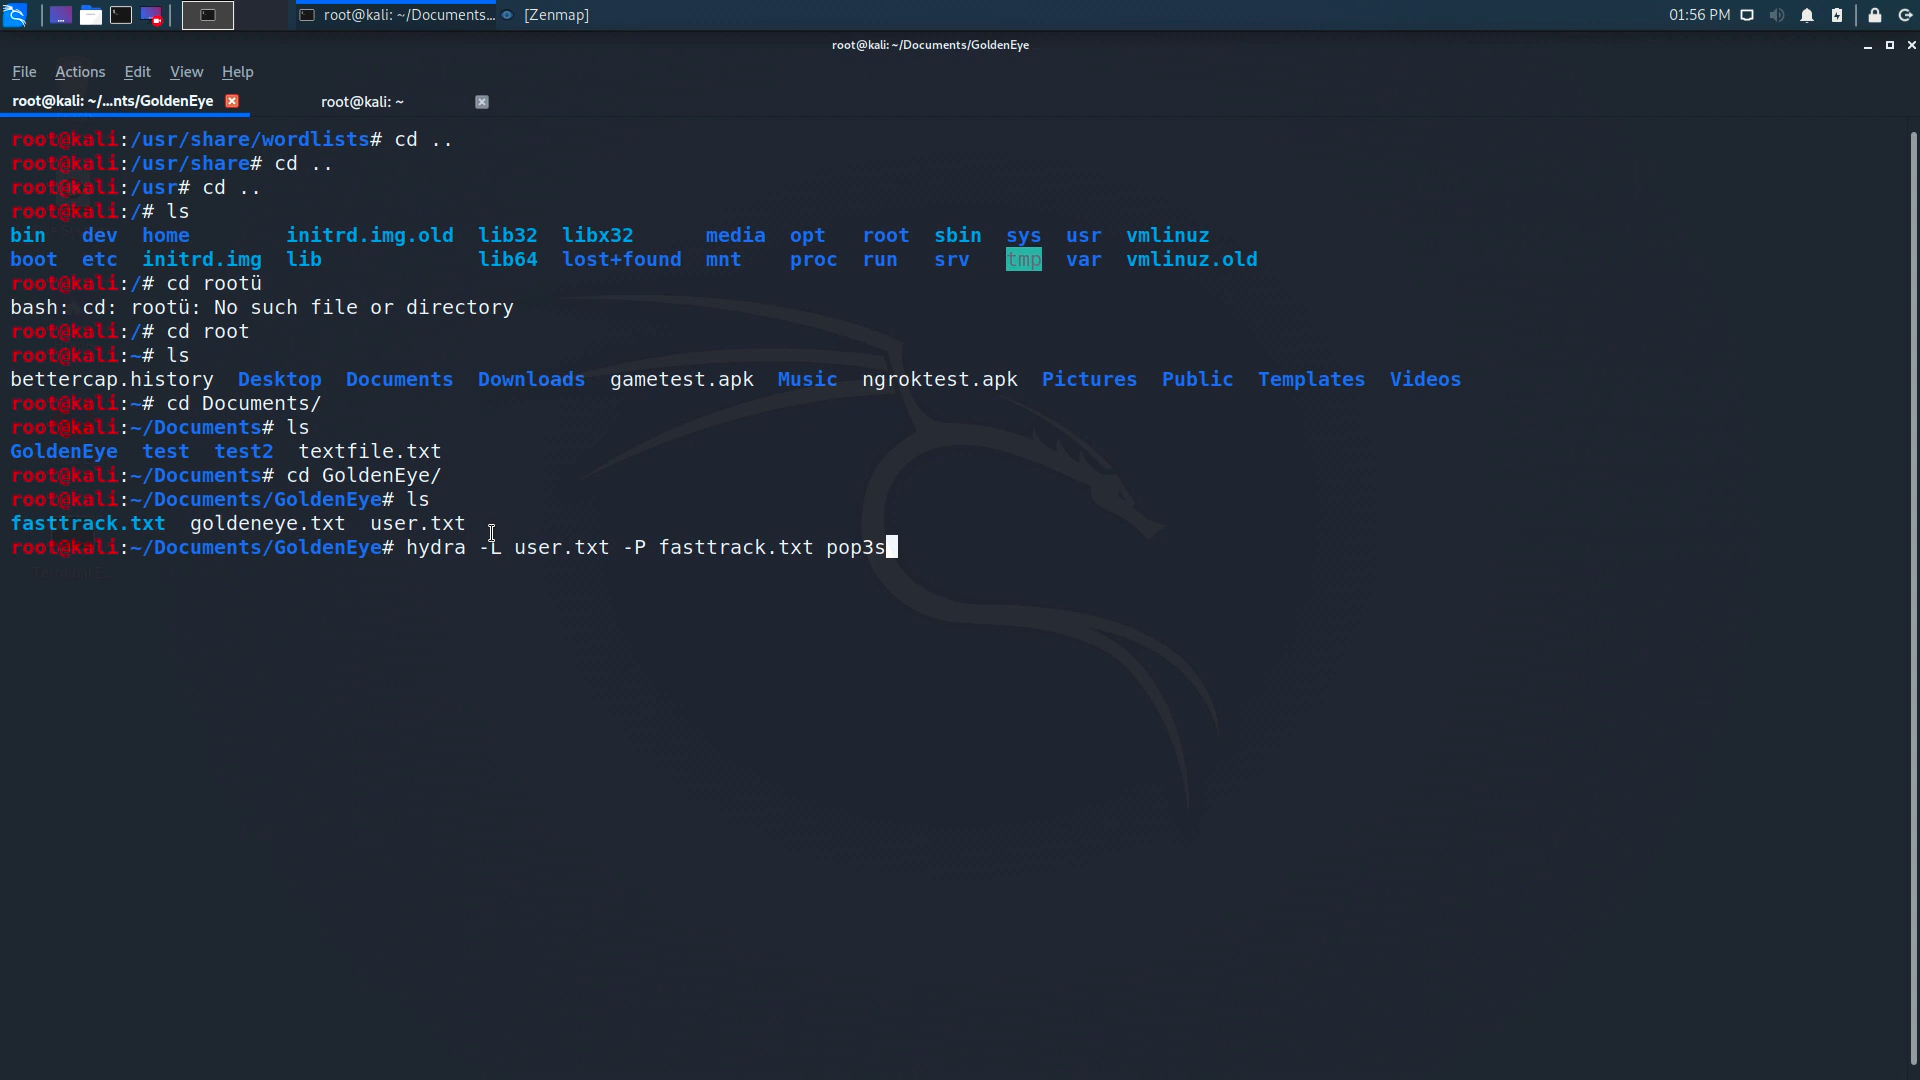 01:56 PM
root@kali: ~/Documents...
[Zenmap]
root@kali: ~/Documents/GoldenEye
File Actions Edit View Help
root@kali: ~/...nts/GoldenEye
root@kali: ~
root@kali:/usr/share/wordlists# cd ..
root@kali:/usr/share# cd ..
root@kali:/usr# cd ..
root@kali:/# ls
bin dev home initrd.img.old lib32 libx32 media opt root sbin sys usr vmlinuz
boot etc initrd.img lib lib64 lost+found mnt proc run srv tmp var vmlinuz.old
root@kali:/# cd rootü
bash: cd: rootü: No such file or directory
root@kali:/# cd root
root@kali:~# ls
bettercap.history Desktop Documents Downloads gametest.apk Music ngroktest.apk Pictures Public Templates Videos
root@kali:~# cd Documents/
root@kali:~/Documents# ls
GoldenEye test test2 textfile.txt
root@kali:~/Documents# cd GoldenEye/
root@kali:~/Documents/GoldenEye# ls
fasttrack.txt goldeneye.txt user.txt
root@kali:~/Documents/GoldenEye# hydra -L user.txt -P fasttrack.txt pop3s